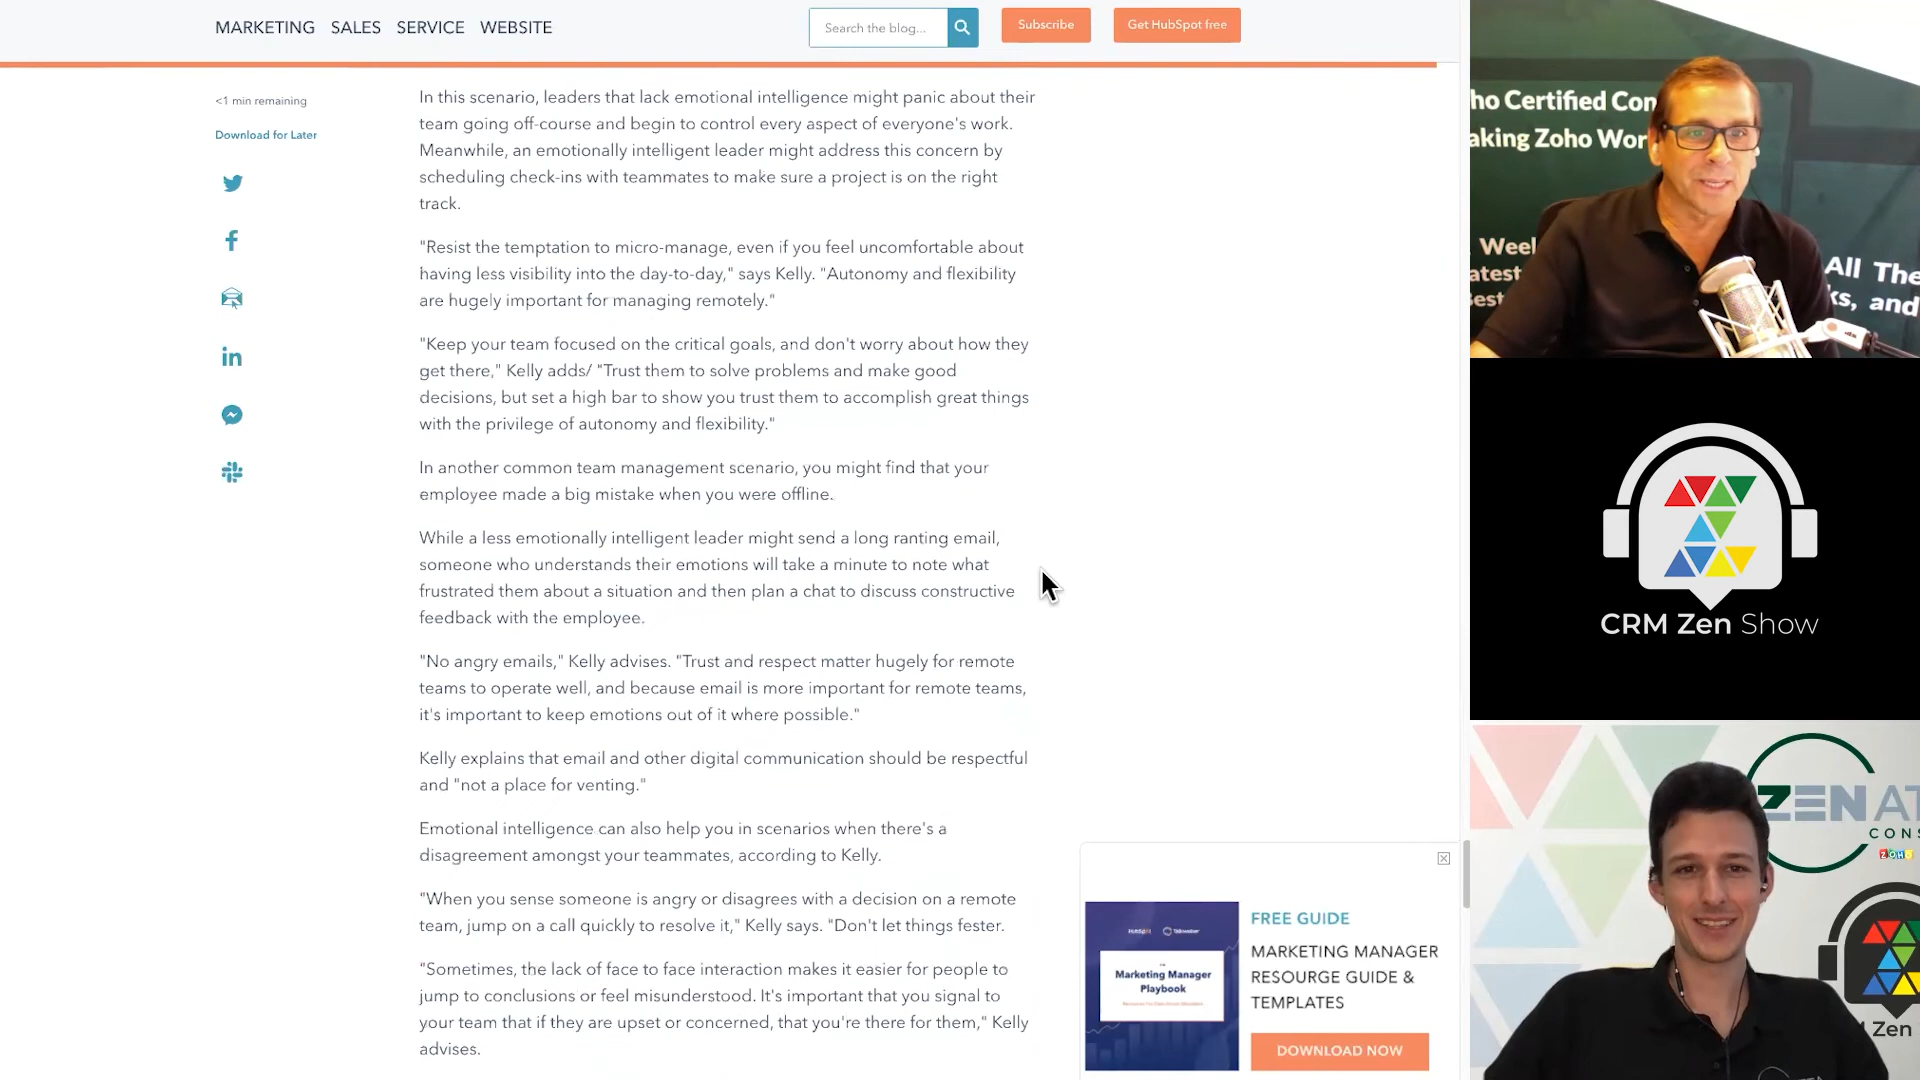 MARKETING SALES SERVICE WEBSITE
Search the blog...
Subscribe
Get HubSpot free
<1 min remaining
Download for Later
In this scenario, leaders that lack emotional intelligence might panic about their
team going off-course and begin to control every aspect of everyone's work.
Meanwhile, an emotionally intelligent leader might address this concern by
scheduling check-ins with teammates to make sure a project is on the right
track.
"Resist the temptation to micro-manage, even if you feel uncomfortable about
having less visibility into the day-to-day," says Kelly. "Autonomy and flexibility
are hugely important for managing remotely."
"Keep your team focused on the critical goals, and don't worry about how they
get there," Kelly adds/ "Trust them to solve problems and make good
decisions, but set a high bar to show you trust them to accomplish great things
with the privilege of autonomy and flexibility."
In another common team management scenario, you might find that your
employee made a big mistake when you were offline.
While a less emotionally intelligent leader might send a long ranting email,
someone who understands their emotions will take a minute to note what
frustrated them about a situation and then plan a chat to discuss constructive
feedback with the employee.
"No angry emails," Kelly advises. "Trust and respect matter hugely for remote
teams to operate well, and because email is more important for remote teams,
it's important to keep emotions out of it where possible."
Kelly explains that email and other digital communication should be respectful
and "not a place for venting."
Emotional intelligence can also help you in scenarios when there's a
disagreement amongst your teammates, according to Kelly.
"When you sense someone is angry or disagrees with a decision on a remote
team, jump on a call quickly to resolve it," Kelly says. "Don't let things fester.
"Sometimes, the lack of face to face interaction makes it easier for people to
jump to conclusions or feel misunderstood. It's important that you signal to
your team that if they are upset or concerned, that you're there for them," Kelly
advises.
HubSpot
Marketing Manager
Playbook
FREE GUIDE
MARKETING MANAGER
RESOURGE GUIDE &
TEMPLATES
DOWNLOAD NOW
ho Certified Con
aking Zoho Wor
Week
atest
Best
All The
ks, and
CRM Zen Show
ZEN AT
CONS
ZOHO
M Zen